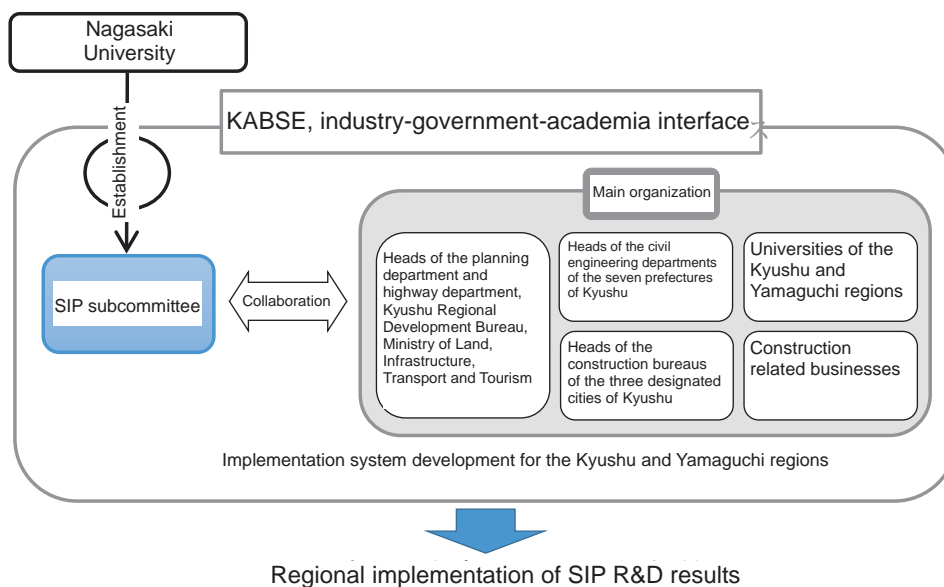 Nagasaki
University
Establishment
KABSE, industry-government-academia interface
Main organization
SIP subcommittee
Collaboration
Heads of the planning
department and
highway department,
Kyushu Regional
Development Bureau,
Ministry of Land,
Infrastructure,
Transport and Tourism
Heads of the civil
engineering departments
of the seven prefectures
of Kyushu
Universities of the
Kyushu and
Yamaguchi regions
Heads of the
construction bureaus
of the three designated
cities of Kyushu
Construction
related businesses
Implementation system development for the Kyushu and Yamaguchi regions
Regional implementation of SIP R&D results